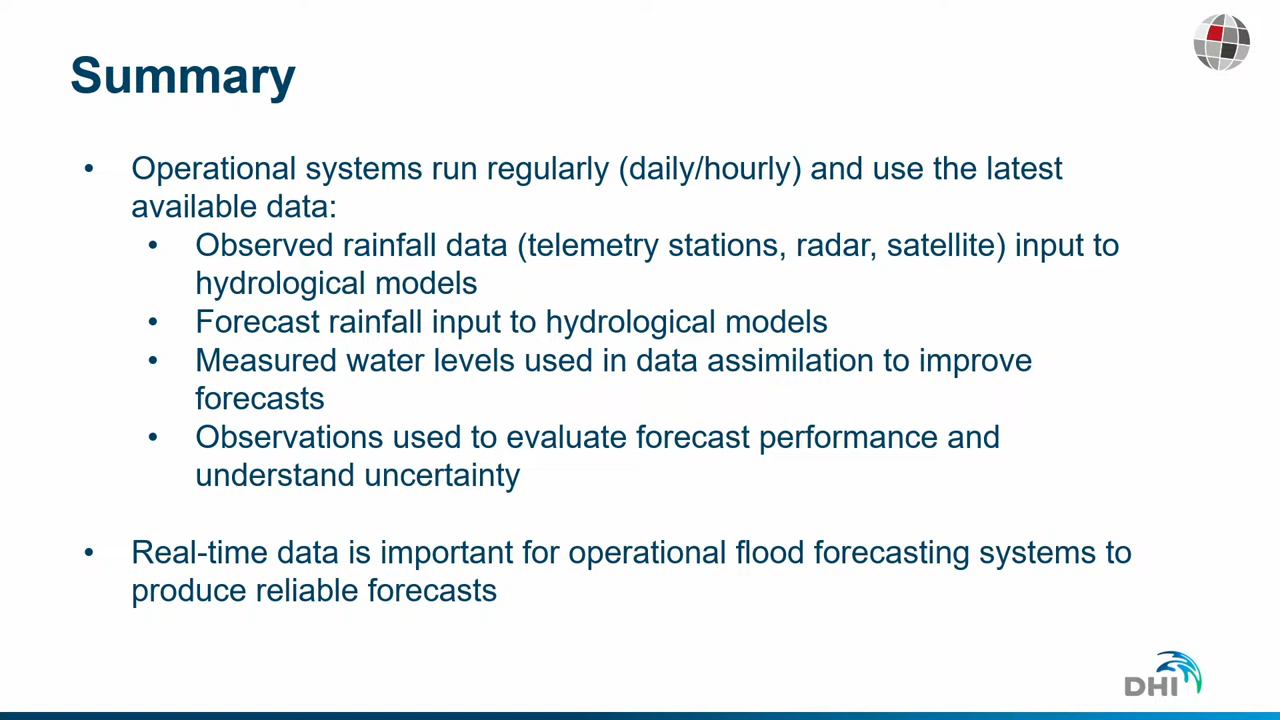 Summary
• Operational systems run regularly (daily/hourly) and use the latest
available data:
• Observed rainfall data (telemetry stations, radar, satellite) input to
hydrological models
• Forecast rainfall input to hydrological models
• Measured water levels used in data assimilation to improve
forecasts
• Observations used to evaluate forecast performance and
understand uncertainty
• Real-time data is important for operational flood forecasting systems to
produce reliable forecasts
DHI